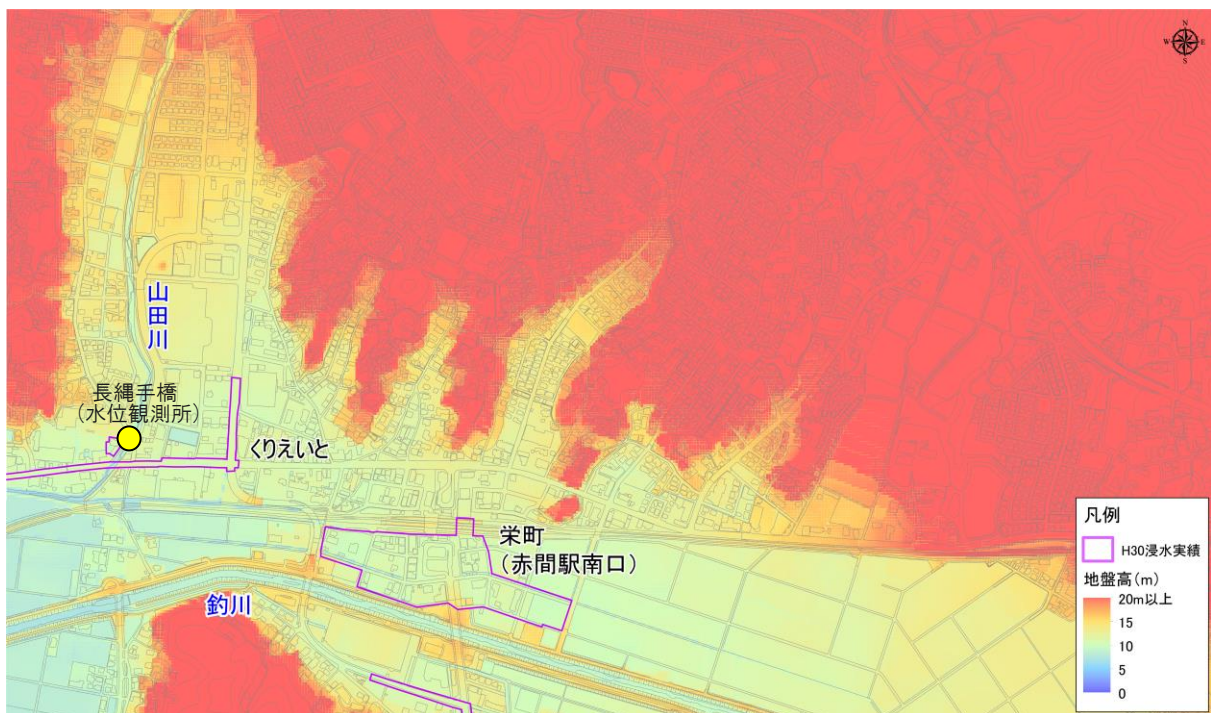 N
W E
S
山田川
長縄手橋
（水位観測所）
くりえいと
栄町
（赤間駅南口）
釣川
凡例
H30浸水実績
地盤高(m)
20m以上
15
10
5
0